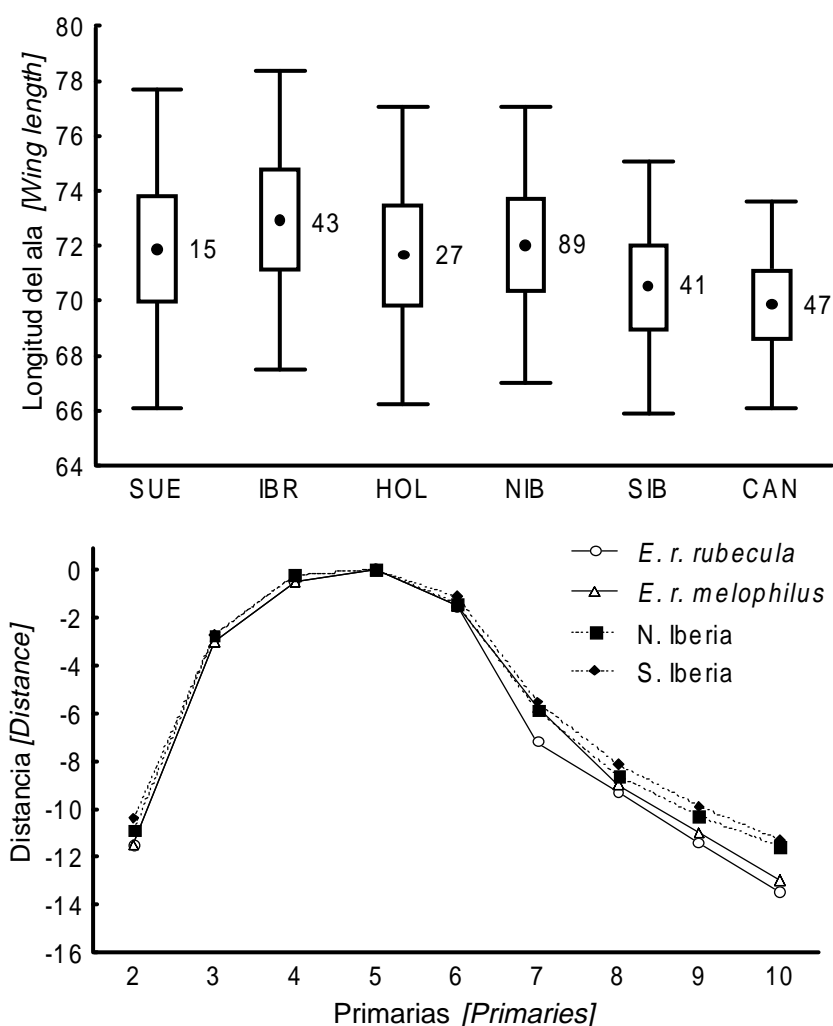 80
78
76
74
72
70
68
66
64
Longitud del ala [Wing length]
15
43
27
89
41
47
SUE IBR HOL NIB SIB CAN
E. r. rubecula
E. r. melophilus
N. Iberia
S. Iberia
0
-2
-4
-6
-8
-10
-12
-14
-16
Distancia [Distance]
2 3 4 5 6 7 8 9 10
Primarias [Primaries]